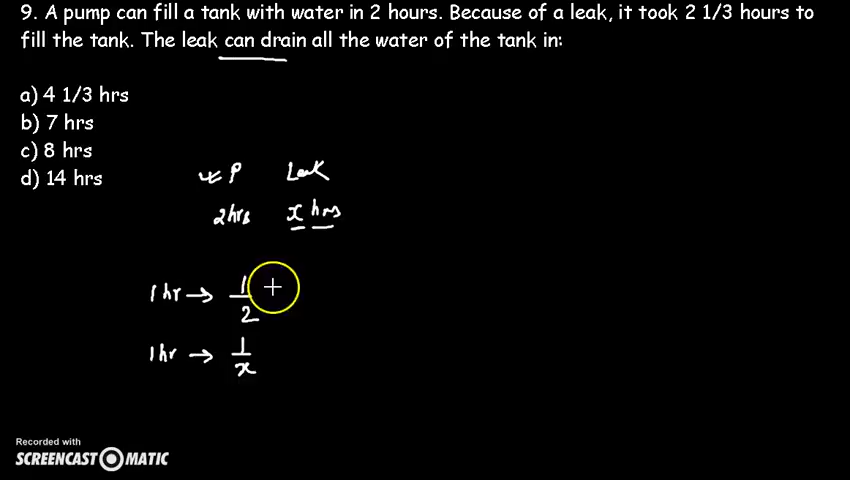 9. A pump can fill a tank with water in 2 hours. Because of a leak, it took 2 1/3 hours to
fill the tank. The leak can drain all the water of the tank in:
a) 4 1/3 hrs
b) 7 hrs
c) 8 hrs
d) 14 hrs
P Leak
2hrs x hrs
1 hr → 1/2
1 hr → 1/x
Recorded with
SCREENCAST O MATIC